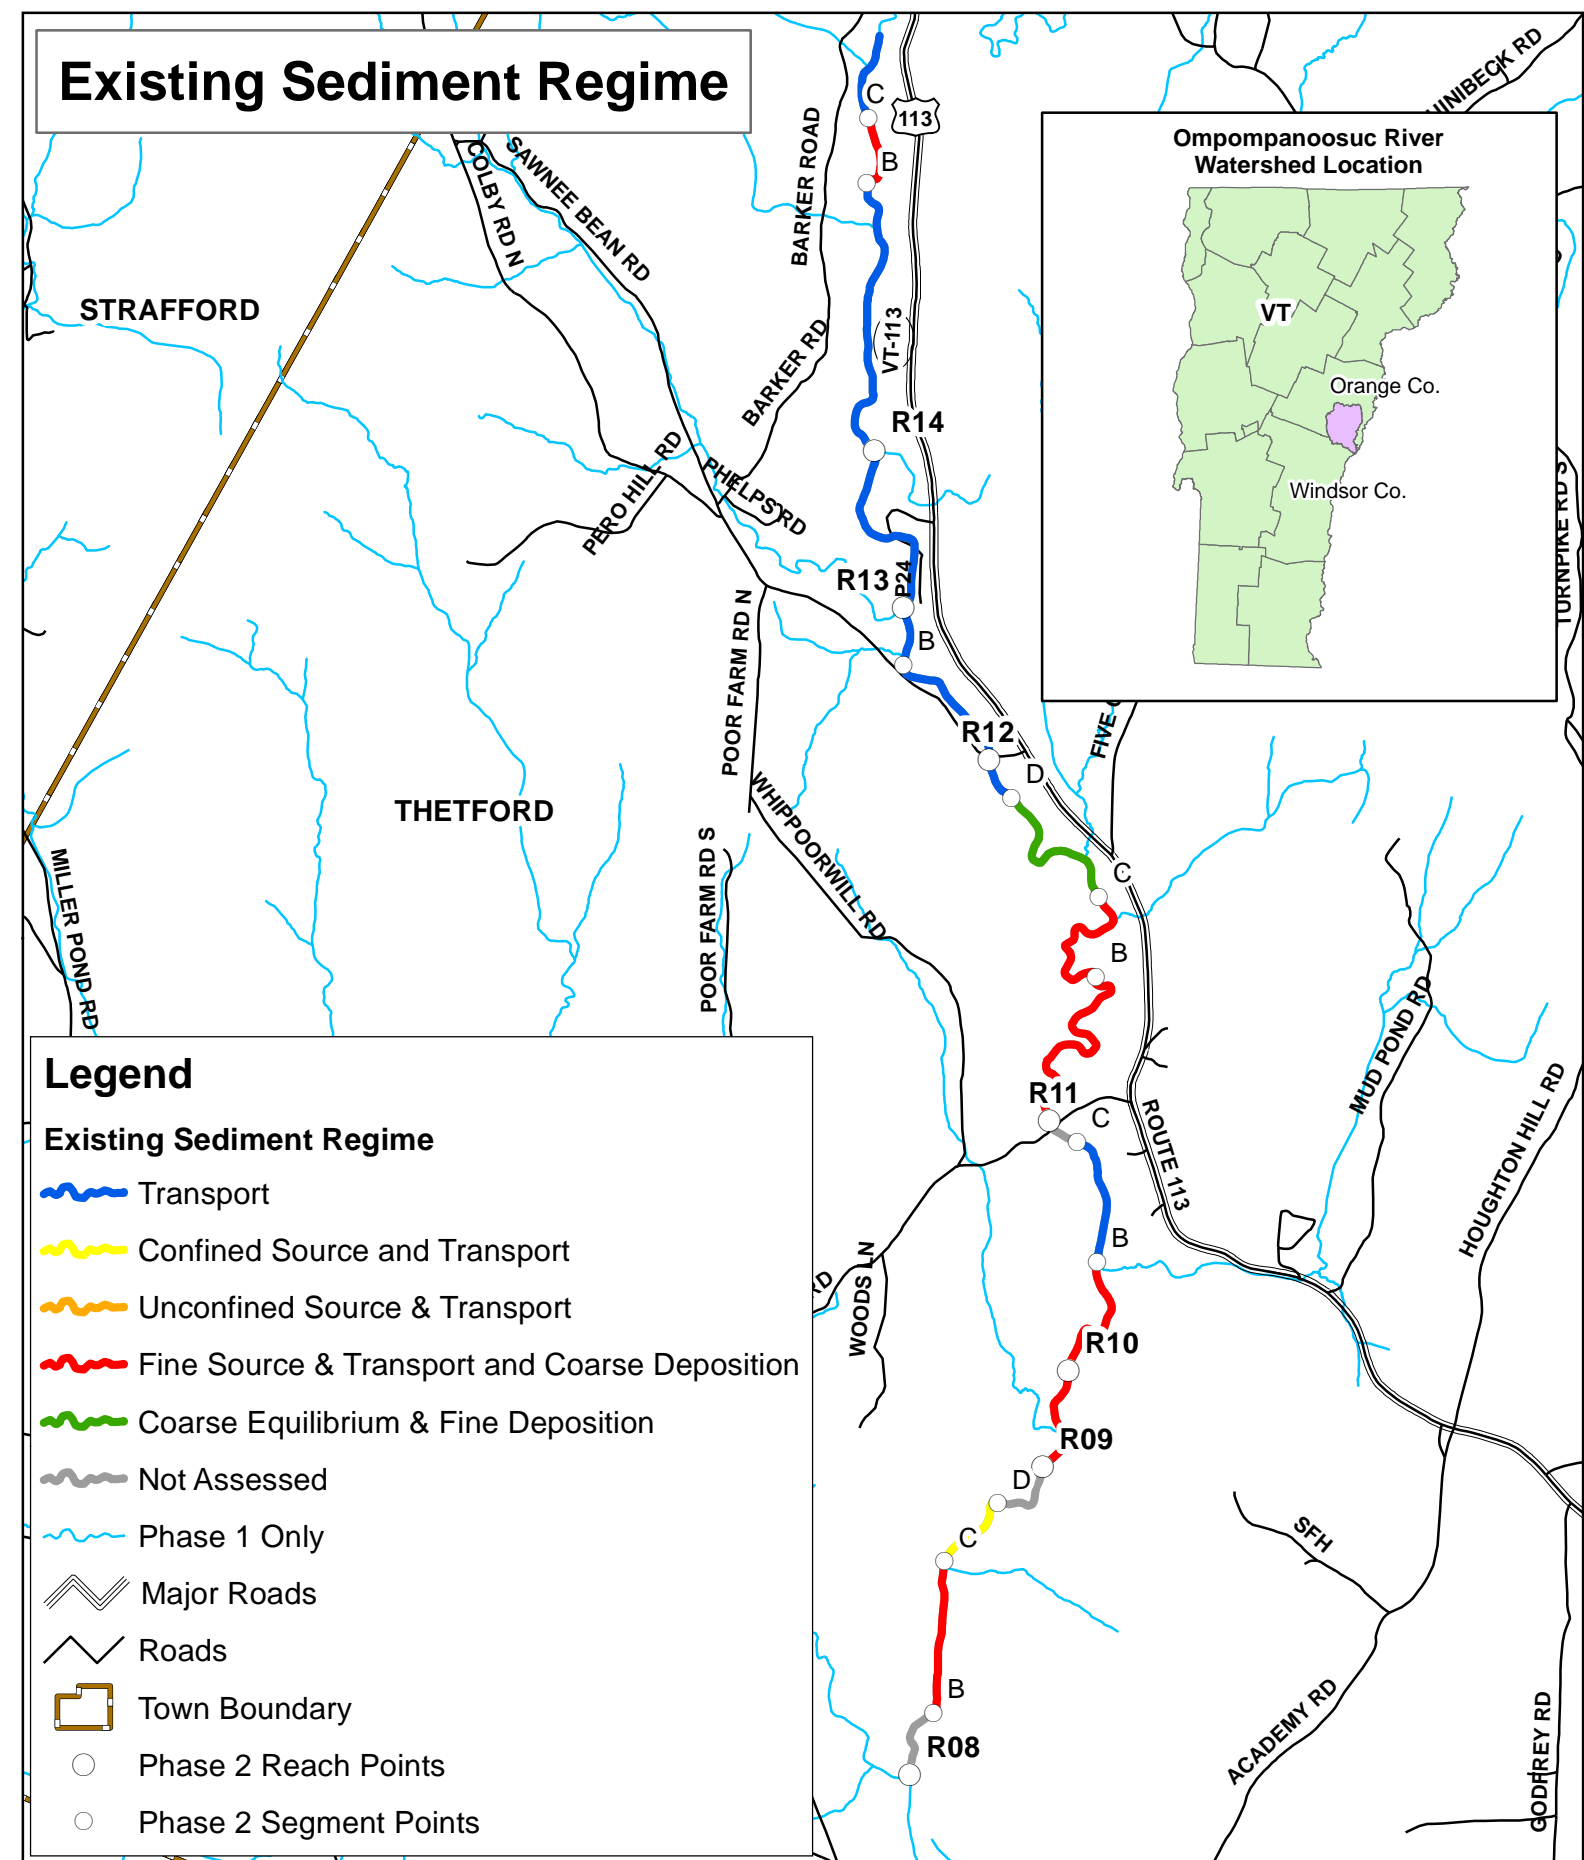 Existing Sediment Regime
113
HINIBECK RD
Ompompanoosuc River
Watershed Location
VT
Orange Co.
Windsor Co.
COLBY RD N
SAWNEE BEAN RD
BARKER ROAD
C
B
STRAFFORD
BARKER RD
VT-113
R14
PERO HILL RD
PHELPS RD
R13
P24
B
TURNPIKE RD S
POOR FARM RD N
R12
D
FIVE
THETFORD
WHIPPOORWILL RD
C
MILLER POND RD
POOR FARM RD S
B
MUD POND RD
R11
C
ROUTE 113
HOUGHTON HILL RD
B
WOODS LN
RD
R10
R09
D
C
SFH
B
R08
ACADEMY RD
GODFREY RD
Legend
Existing Sediment Regime
Transport
Confined Source and Transport
Unconfined Source & Transport
Fine Source & Transport and Coarse Deposition
Coarse Equilibrium & Fine Deposition
Not Assessed
Phase 1 Only
Major Roads
Roads
Town Boundary
Phase 2 Reach Points
Phase 2 Segment Points